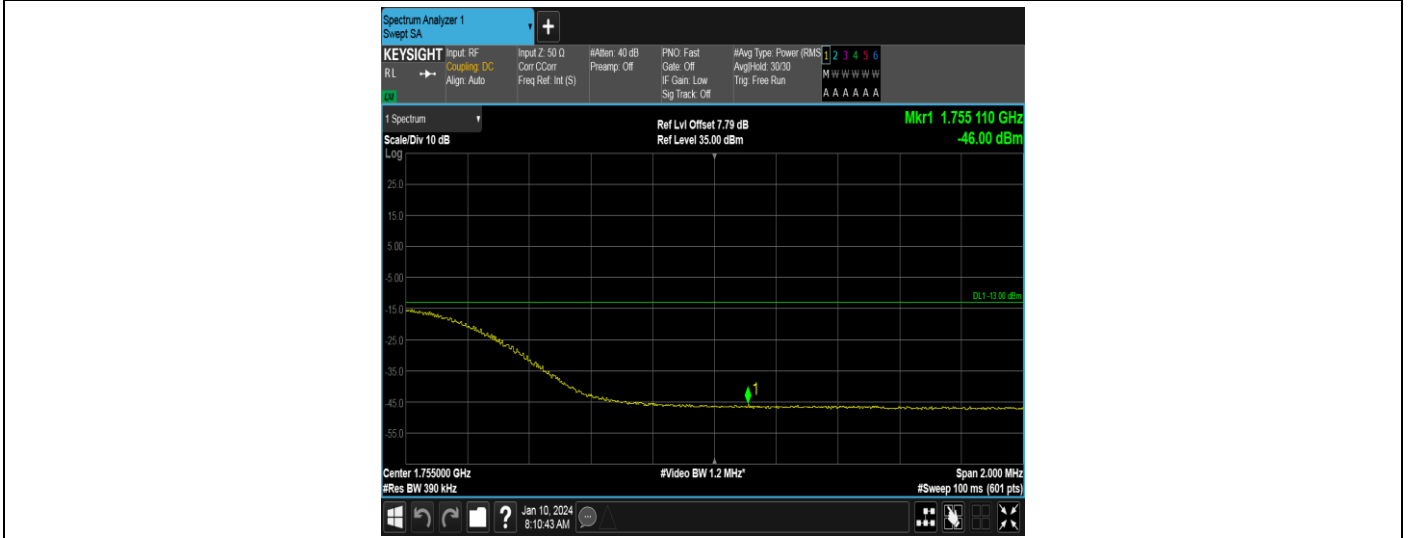 Spectrum Analyzer 1
Swept SA
+
KEYSIGHT
RL
LXI
Input: RF
Coupling: DC
Align: Auto
Input Z: 50 Ω
Corr CCorr
Freq Ref: Int (S)
#Atten: 40 dB
Preamp: Off
PNO: Fast
Gate: Off
IF Gain: Low
Sig Track: Off
#Avg Type: Power (RMS
Avg|Hold: 30/30
Trig: Free Run
1 2 3 4 5 6
M W W W W W
A A A A A A
1 Spectrum
Scale/Div 10 dB
Ref Lvl Offset 7.79 dB
Ref Level 35.00 dBm
Mkr1 1.755 110 GHz
-46.00 dBm
Log
25.0
15.0
5.00
-5.00
DL1 -13.00 dBm
-15.0
-25.0
-35.0
1
-45.0
-55.0
Center 1.755000 GHz
#Video BW 1.2 MHz*
Span 2.000 MHz
#Res BW 390 kHz
#Sweep 100 ms (601 pts)
?
Jan 10, 2024
8:10:43 AM